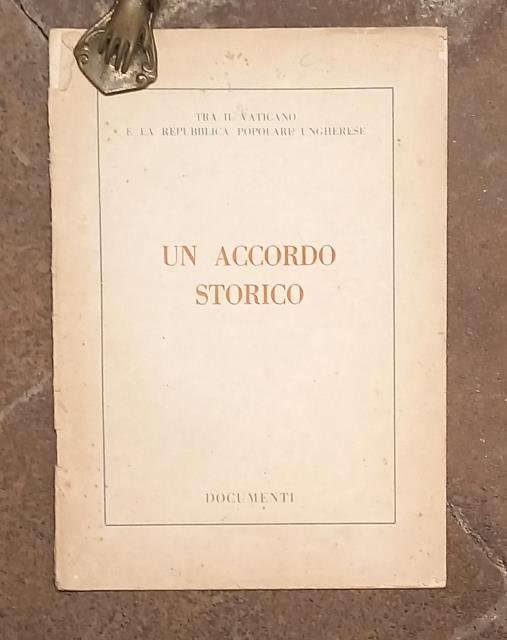 TRA IL VATICANO
E LA REPUBBLICA POPOLARE UNGHERESE
UN ACCORDO
STORICO
DOCUMENTI